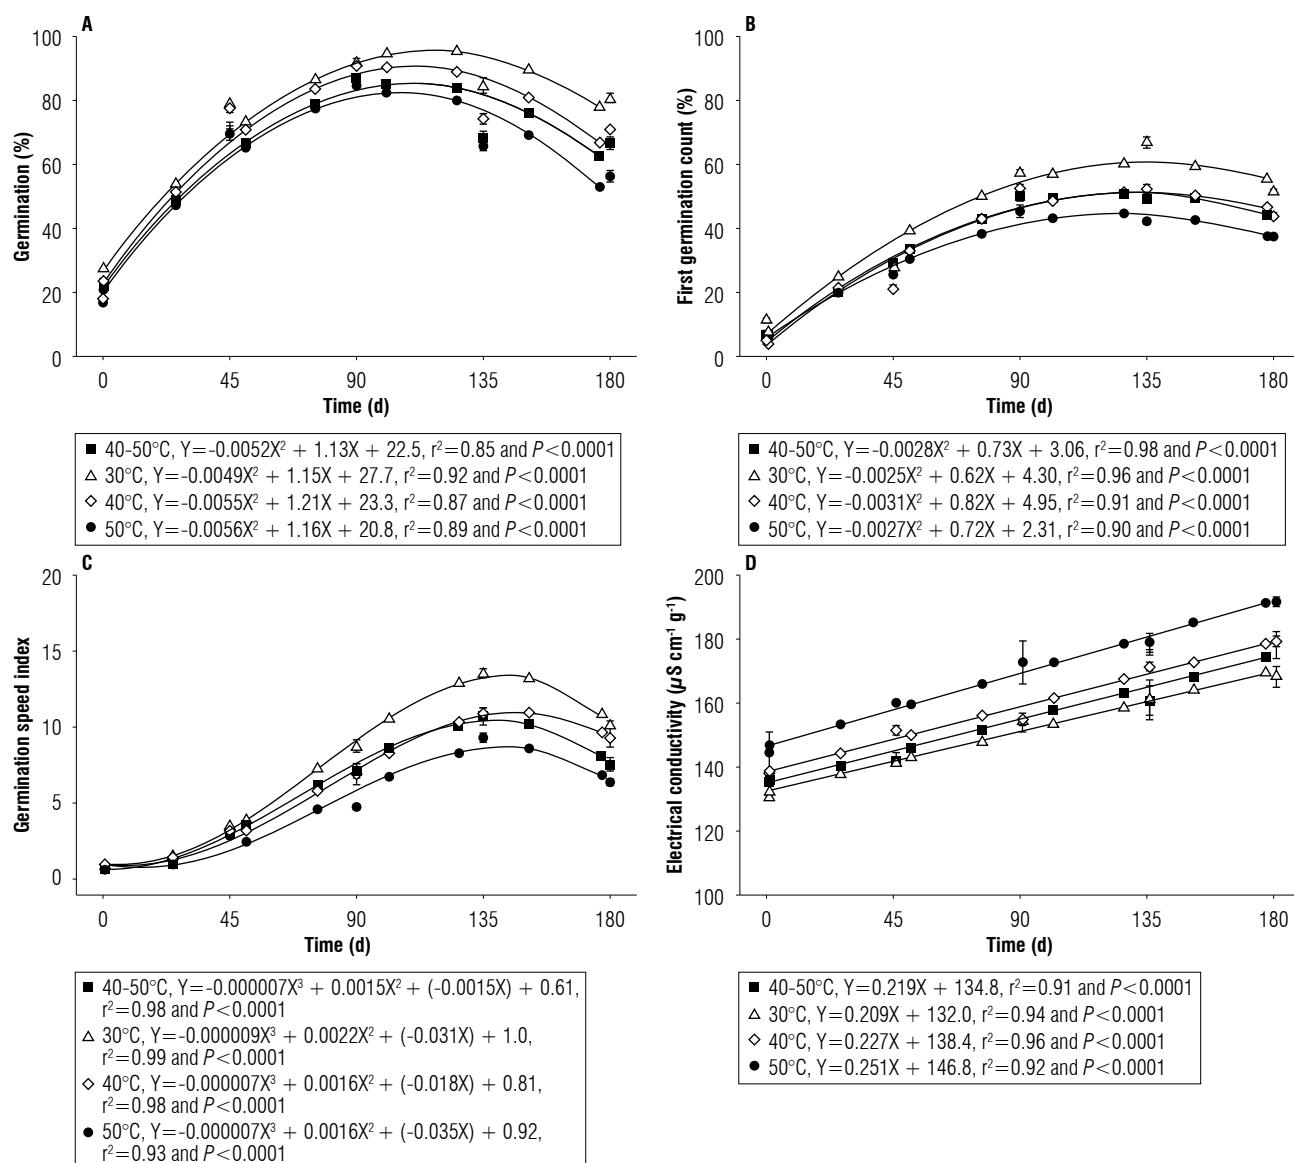 A
Germination (%)
100
80
60
40
20
0
0 45 90 135 180
Time (d)
40-50°C, Y=-0.0052X² + 1.13X + 22.5, r²=0.85 and P<0.0001
30°C, Y=-0.0049X² + 1.15X + 27.7, r²=0.92 and P<0.0001
40°C, Y=-0.0055X² + 1.21X + 23.3, r²=0.87 and P<0.0001
50°C, Y=-0.0056X² + 1.16X + 20.8, r²=0.89 and P<0.0001
B
First germination count (%)
100
80
60
40
20
0
0 45 90 135 180
Time (d)
40-50°C, Y=-0.0028X² + 0.73X + 3.06, r²=0.98 and P<0.0001
30°C, Y=-0.0025X² + 0.62X + 4.30, r²=0.96 and P<0.0001
40°C, Y=-0.0031X² + 0.82X + 4.95, r²=0.91 and P<0.0001
50°C, Y=-0.0027X² + 0.72X + 2.31, r²=0.90 and P<0.0001
C
Germination speed index
20
15
10
5
0
0 45 90 135 180
Time (d)
40-50°C, Y=-0.000007X³ + 0.0015X² + (-0.0015X) + 0.61,
r²=0.98 and P<0.0001
30°C, Y=-0.000009X³ + 0.0022X² + (-0.031X) + 1.0,
r²=0.99 and P<0.0001
40°C, Y=-0.000007X³ + 0.0016X² + (-0.018X) + 0.81,
r²=0.98 and P<0.0001
50°C, Y=-0.000007X³ + 0.0016X² + (-0.035X) + 0.92,
r²=0.93 and P<0.0001
D
Electrical conductivity (µS cm⁻¹ g⁻¹)
200
180
160
140
120
100
0 45 90 135 180
Time (d)
40-50°C, Y=0.219X + 134.8, r²=0.91 and P<0.0001
30°C, Y=0.209X + 132.0, r²=0.94 and P<0.0001
40°C, Y=0.227X + 138.4, r²=0.96 and P<0.0001
50°C, Y=0.251X + 146.8, r²=0.92 and P<0.0001